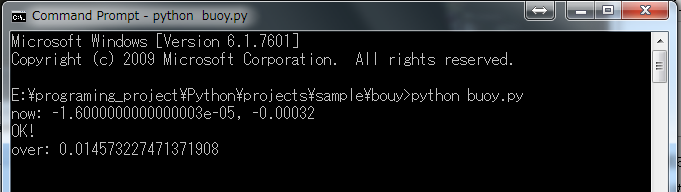 Command Prompt - python buoy.py
Microsoft Windows [Version 6.1.7601]
Copyright (c) 2009 Microsoft Corporation. All rights reserved.
E:¥programing_project¥Python¥projects¥sample¥bouy>python buoy.py
now: -1.6000000000000003e-05, -0.00032
OK!
over: 0.014573227471371908